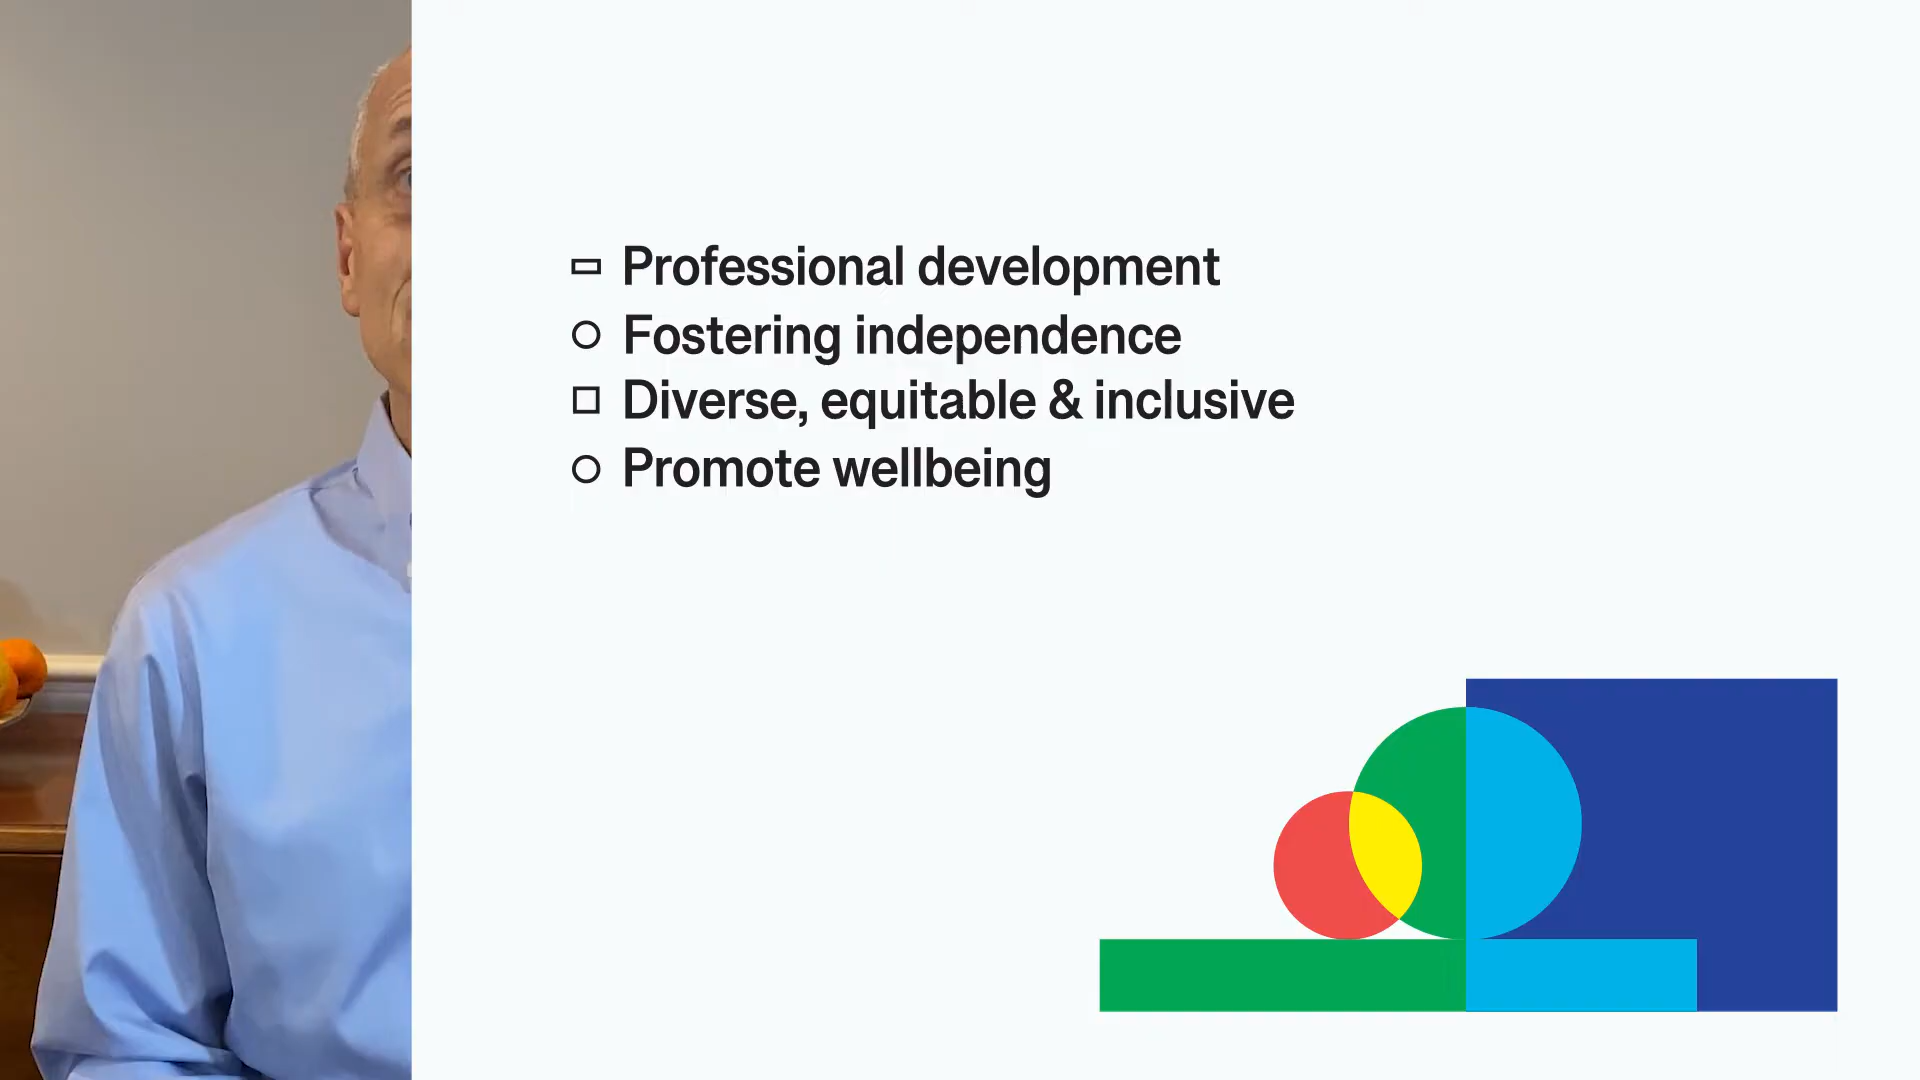 Professional development
Fostering independence
Diverse, equitable & inclusive
Promote wellbeing